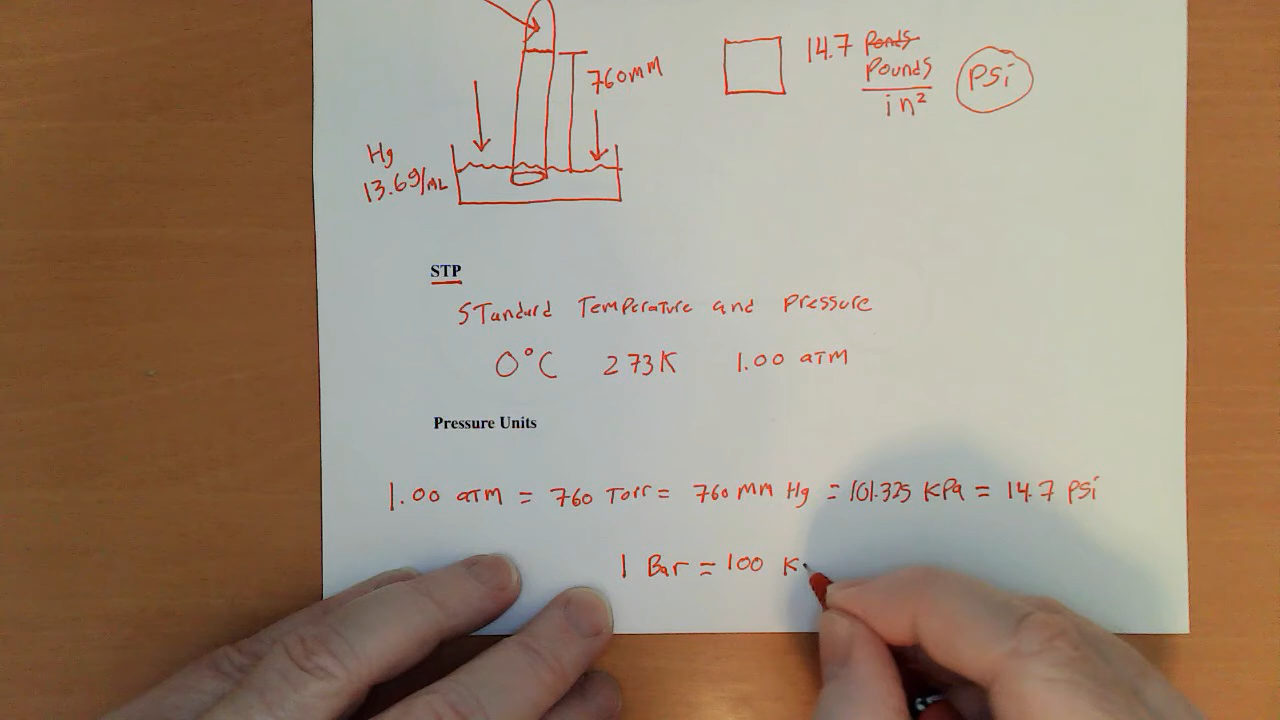 760mm
14.7 Ponds
Pounds
in²
Psi
Hg
13.6g/mL
STP
STandard Temperature and pressure
0°C 273K 1.00 aTM
Pressure Units
1.00 aTM = 760 Torr = 760 MM Hg = 101.325 KPa = 14.7 Psi
1 Bar = 100 K